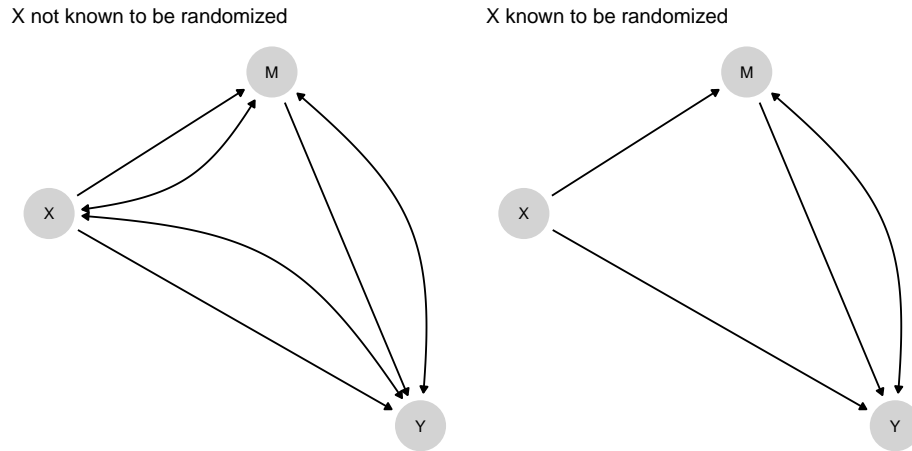 X not known to be randomized
M
X
Y
X known to be randomized
M
X
Y